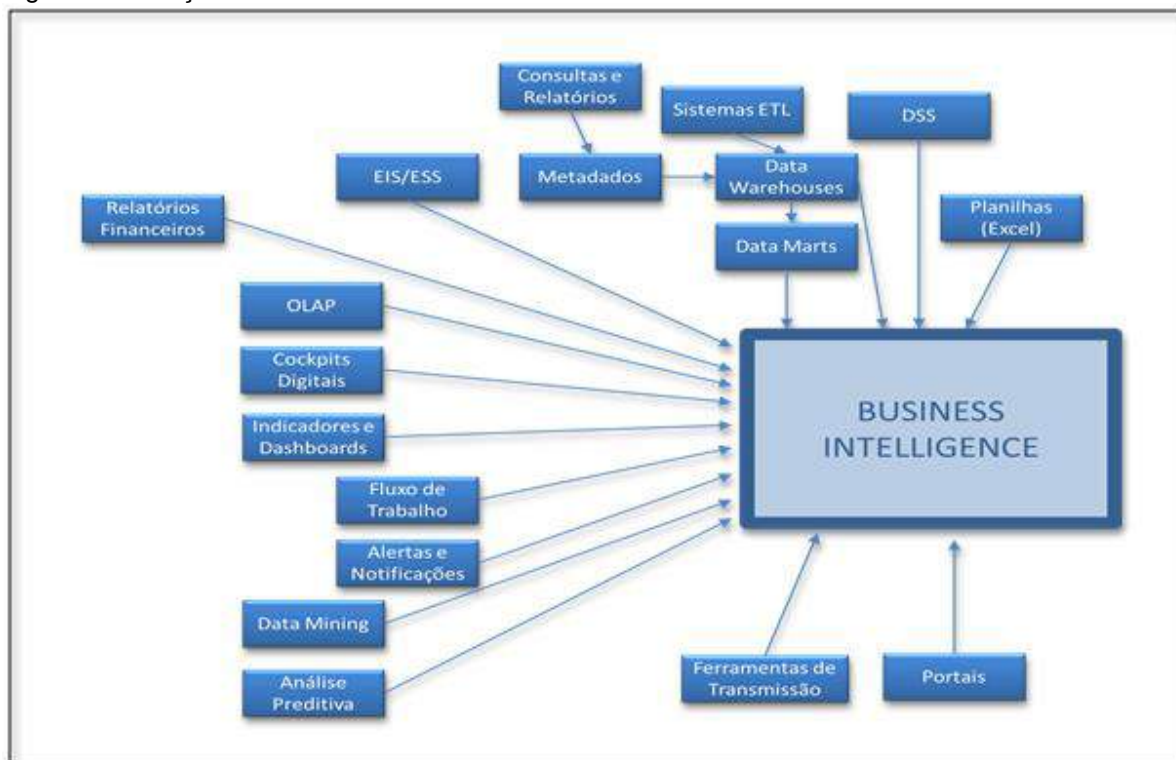 Consultas e
Relatórios
Sistemas ETL
DSS
EIS/ESS
Metadados
Data
Warehouses
Relatórios
Financeiros
Planilhas
(Excel)
Data Marts
OLAP
Cockpits
Digitais
Indicadores e
Dashboards
BUSINESS
INTELLIGENCE
Fluxo de
Trabalho
Alertas e
Notificações
Data Mining
Análise
Preditiva
Ferramentas de
Transmissão
Portais